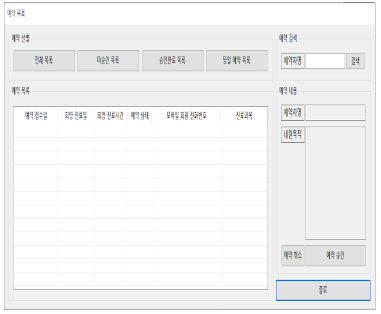 예약 목록
예약 선별
전체 목록
미승인 목록
승인완료 목록
당일 예약 목록
예약 검색
예약자명
검색
예약 목록
예약 접수일
희망 진료일
희망 진료시간
예약 상태
모바일 회원 전화번호
진료과목
예약 내용
예약자명
내원목적
예약 취소
예약 승인
종료